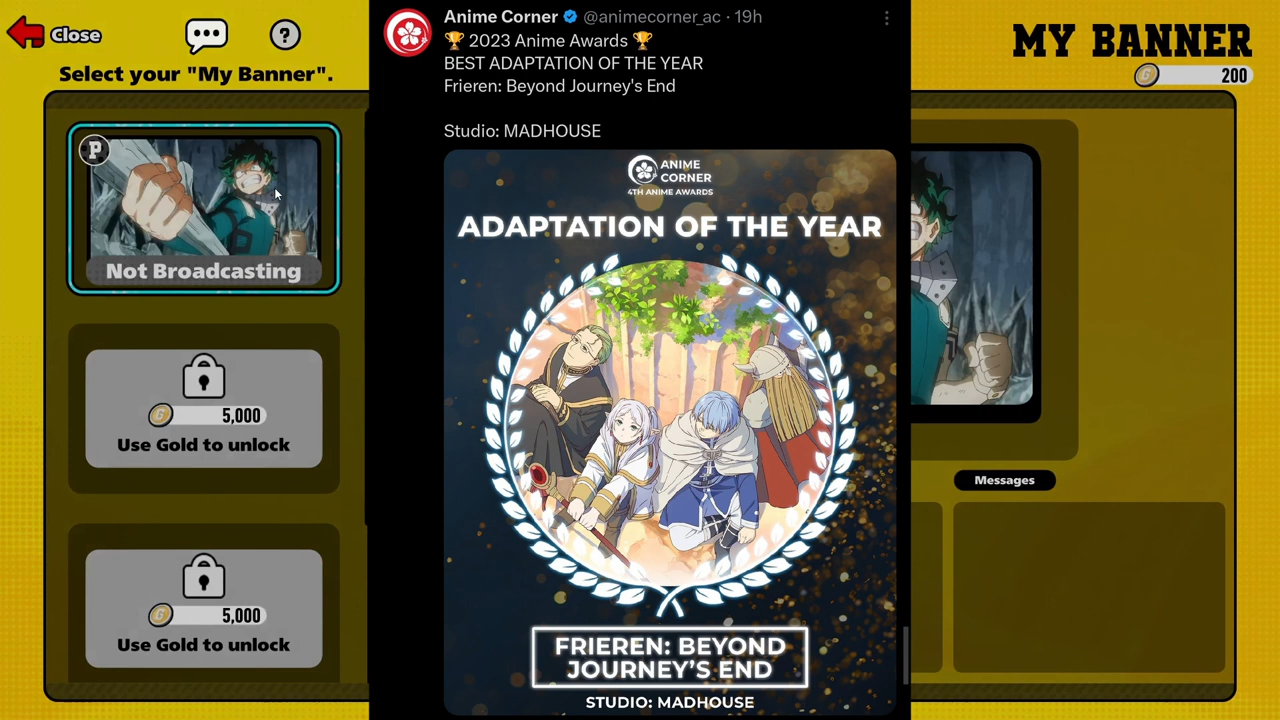 Close
?
Select your "My Banner".
P
Not Broadcasting
G 5,000
Use Gold to unlock
G 5,000
Use Gold to unlock
Anime Corner @animecorner_ac · 19h
🏆 2023 Anime Awards 🏆
BEST ADAPTATION OF THE YEAR
Frieren: Beyond Journey's End
Studio: MADHOUSE
ANIME
CORNER
4TH ANIME AWARDS
ADAPTATION OF THE YEAR
FRIEREN: BEYOND
JOURNEY'S END
STUDIO: MADHOUSE
MY BANNER
G 200
Messages